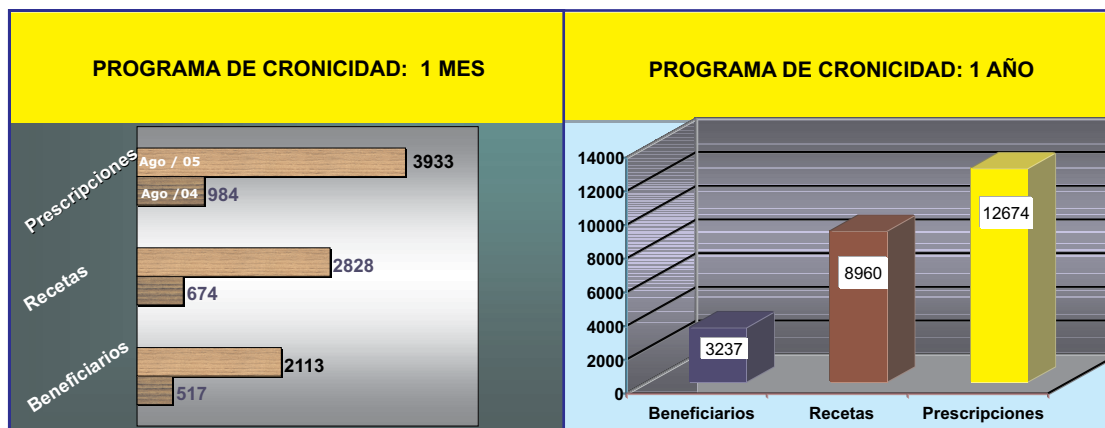 PROGRAMA DE CRONICIDAD: 1 MES
Prescripciones
Ago / 05
3933
Ago /04
984
Recetas
2828
674
Beneficiarios
2113
517
PROGRAMA DE CRONICIDAD: 1 AÑO
14000
12000
10000
8000
6000
4000
2000
0
3237
8960
12674
Beneficiarios
Recetas
Prescripciones